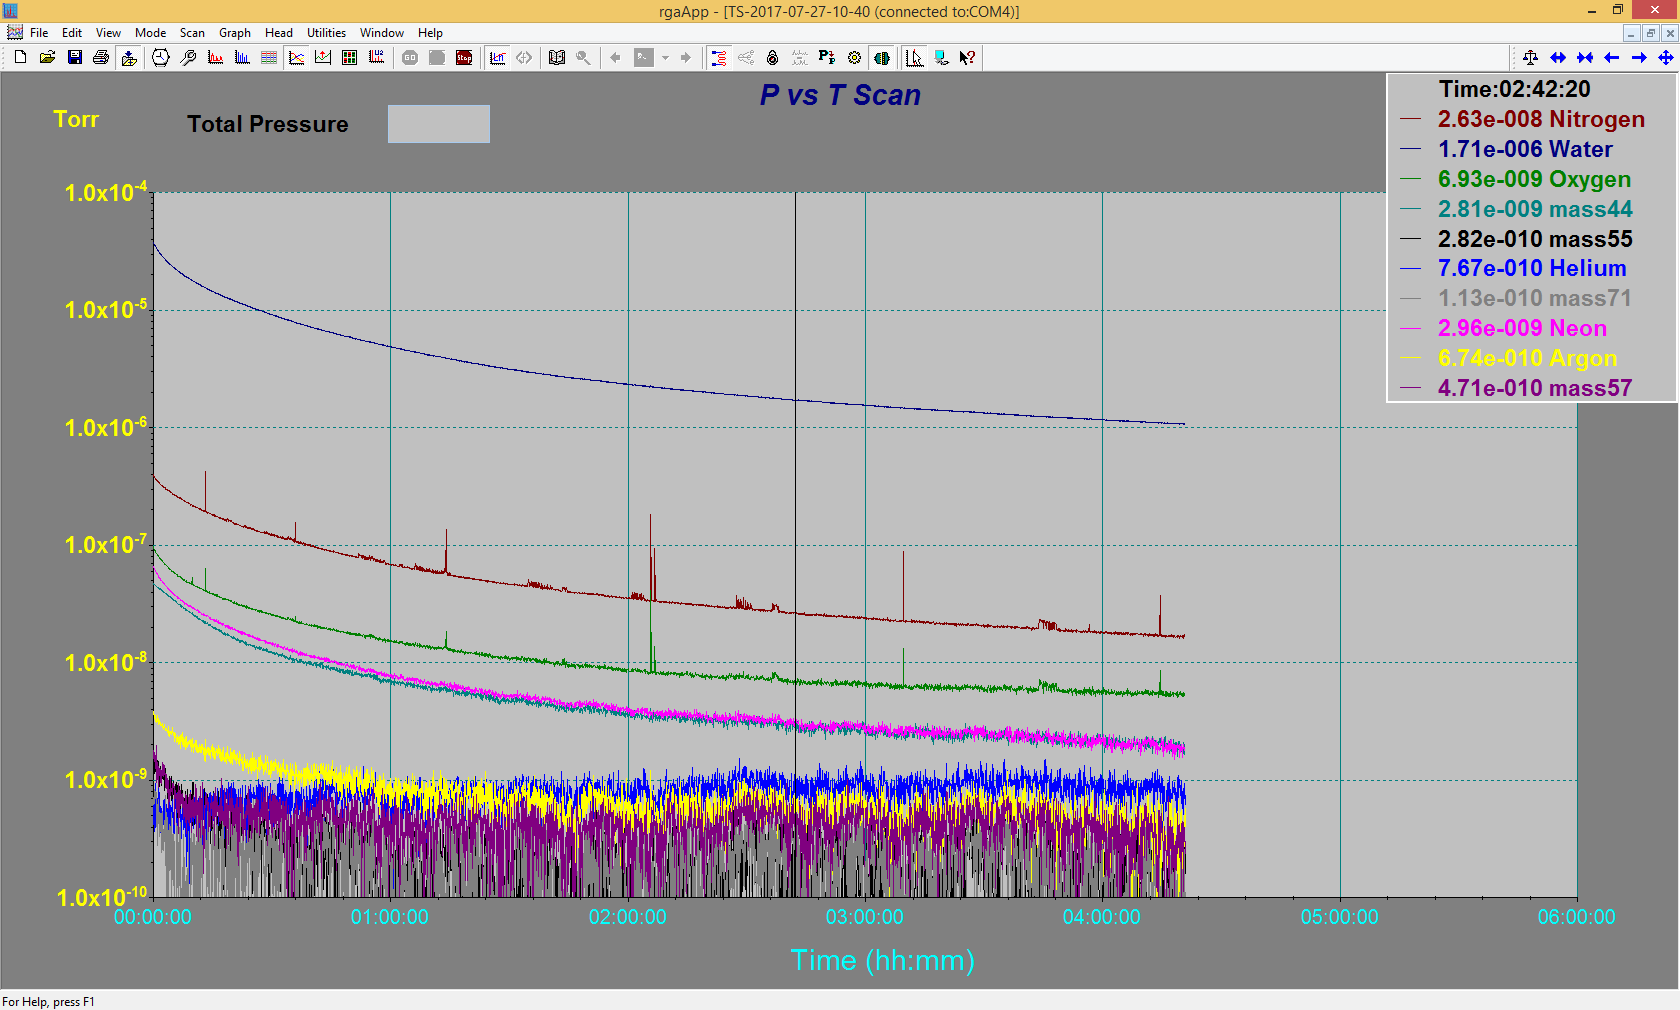 rgaApp - [TS-2017-07-27-10-40 (connected to:COM4)]
File Edit View Mode Scan Graph Head Utilities Window Help
GO Stop
P vs T Scan
Torr
Total Pressure
Time:02:42:20
2.63e-008 Nitrogen
1.71e-006 Water
6.93e-009 Oxygen
2.81e-009 mass44
2.82e-010 mass55
7.67e-010 Helium
1.13e-010 mass71
2.96e-009 Neon
6.74e-010 Argon
4.71e-010 mass57
1.0x10-4
1.0x10-5
1.0x10-6
1.0x10-7
1.0x10-8
1.0x10-9
1.0x10-10
00:00:00 01:00:00 02:00:00 03:00:00 04:00:00 05:00:00 06:00:00
Time (hh:mm)
For Help, press F1